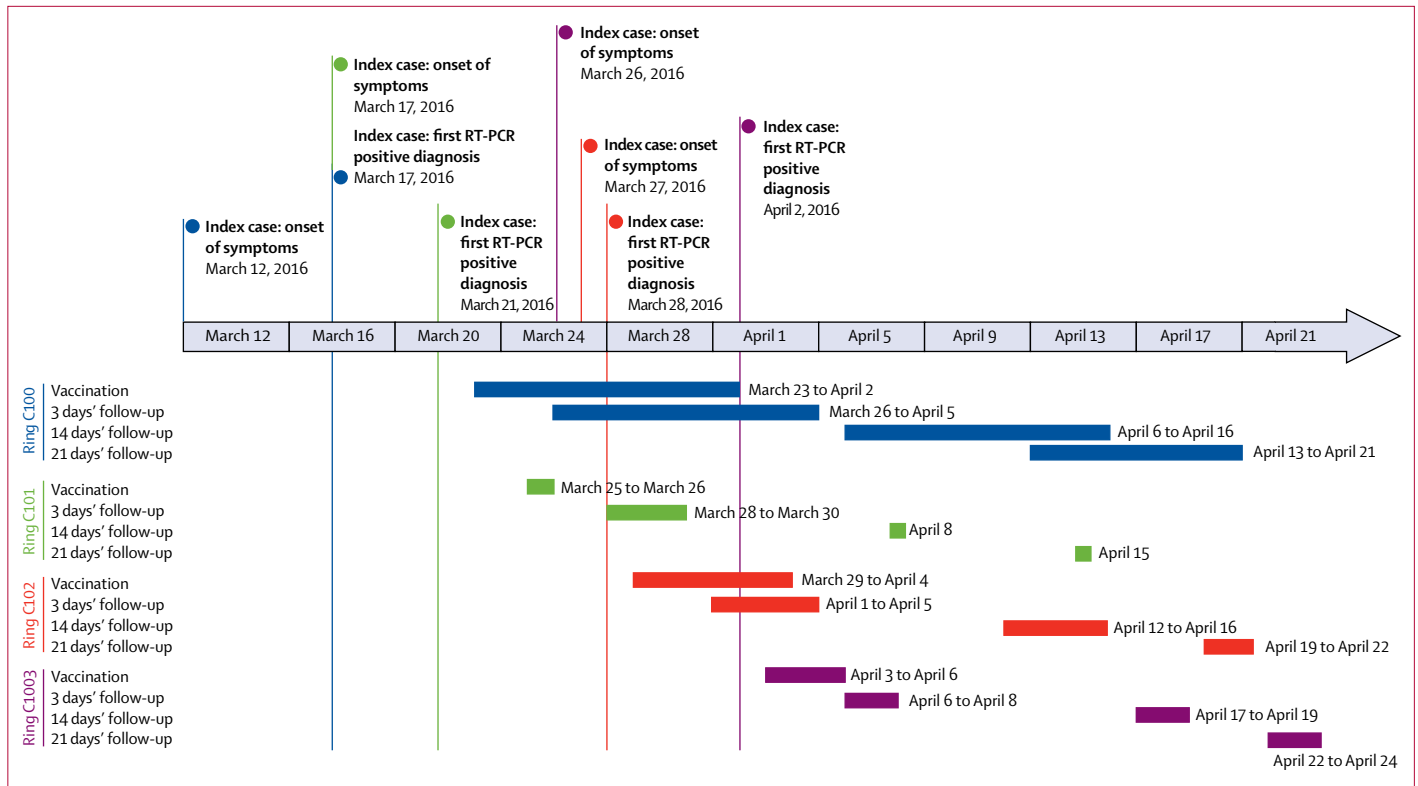 Index case: onset
of symptoms
March 26, 2016
Index case: onset of
symptoms
March 17, 2016
Index case: first RT-PCR
positive diagnosis
March 17, 2016
Index case: onset
of symptoms
March 27, 2016
Index case:
first RT-PCR
positive
diagnosis
April 2, 2016
Index case: onset
of symptoms
March 12, 2016
Index case:
first RT-PCR
positive
diagnosis
March 21, 2016
Index case:
first RT-PCR
positive
diagnosis
March 28, 2016
March 12 March 16 March 20 March 24 March 28 April 1 April 5 April 9 April 13 April 17 April 21
Ring C100
Vaccination March 23 to April 2
3 days' follow-up March 26 to April 5
14 days' follow-up April 6 to April 16
21 days' follow-up April 13 to April 21
Ring C101
Vaccination March 25 to March 26
3 days' follow-up March 28 to March 30
14 days' follow-up April 8
21 days' follow-up April 15
Ring C102
Vaccination March 29 to April 4
3 days' follow-up April 1 to April 5
14 days' follow-up April 12 to April 16
21 days' follow-up April 19 to April 22
Ring C1003
Vaccination April 3 to April 6
3 days' follow-up April 6 to April 8
14 days' follow-up April 17 to April 19
21 days' follow-up April 22 to April 24